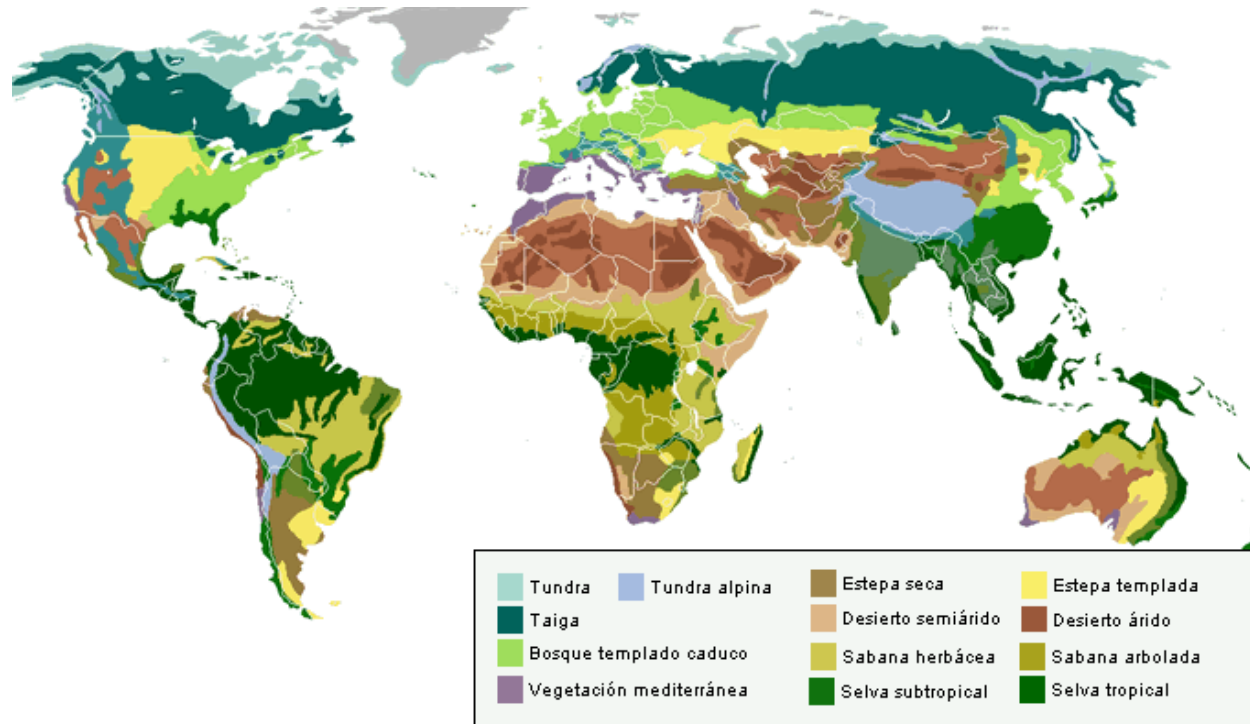 Tundra Tundra alpina Estepa seca Estepa templada
Taiga Desierto semiárido Desierto árido
Bosque templado caduco Sabana herbácea Sabana arbolada
Vegetación mediterránea Selva subtropical Selva tropical